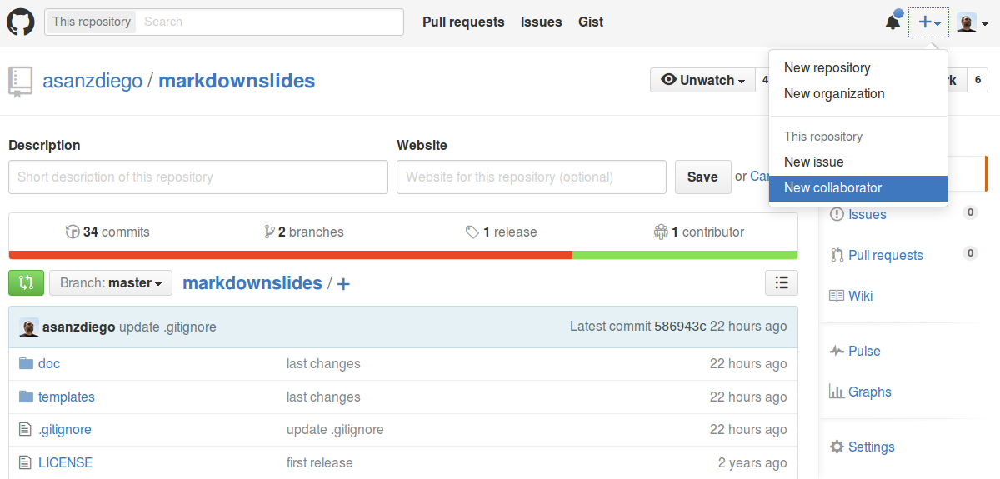 This repository Search Pull requests Issues Gist
New repository
New organization
This repository
New issue
New collaborator
asanzdiego / markdownslides
Unwatch 4 rk 6
Description Website
Short description of this repository Website for this repository (optional) Save or Can
34 commits 2 branches 1 release 1 contributor
Branch: master markdownslides / +
asanzdiego update .gitignore Latest commit 586943c 22 hours ago
doc last changes 22 hours ago
templates last changes 22 hours ago
.gitignore update .gitignore 22 hours ago
LICENSE first release 2 years ago
Issues 0
Pull requests 0
Wiki
Pulse
Graphs
Settings